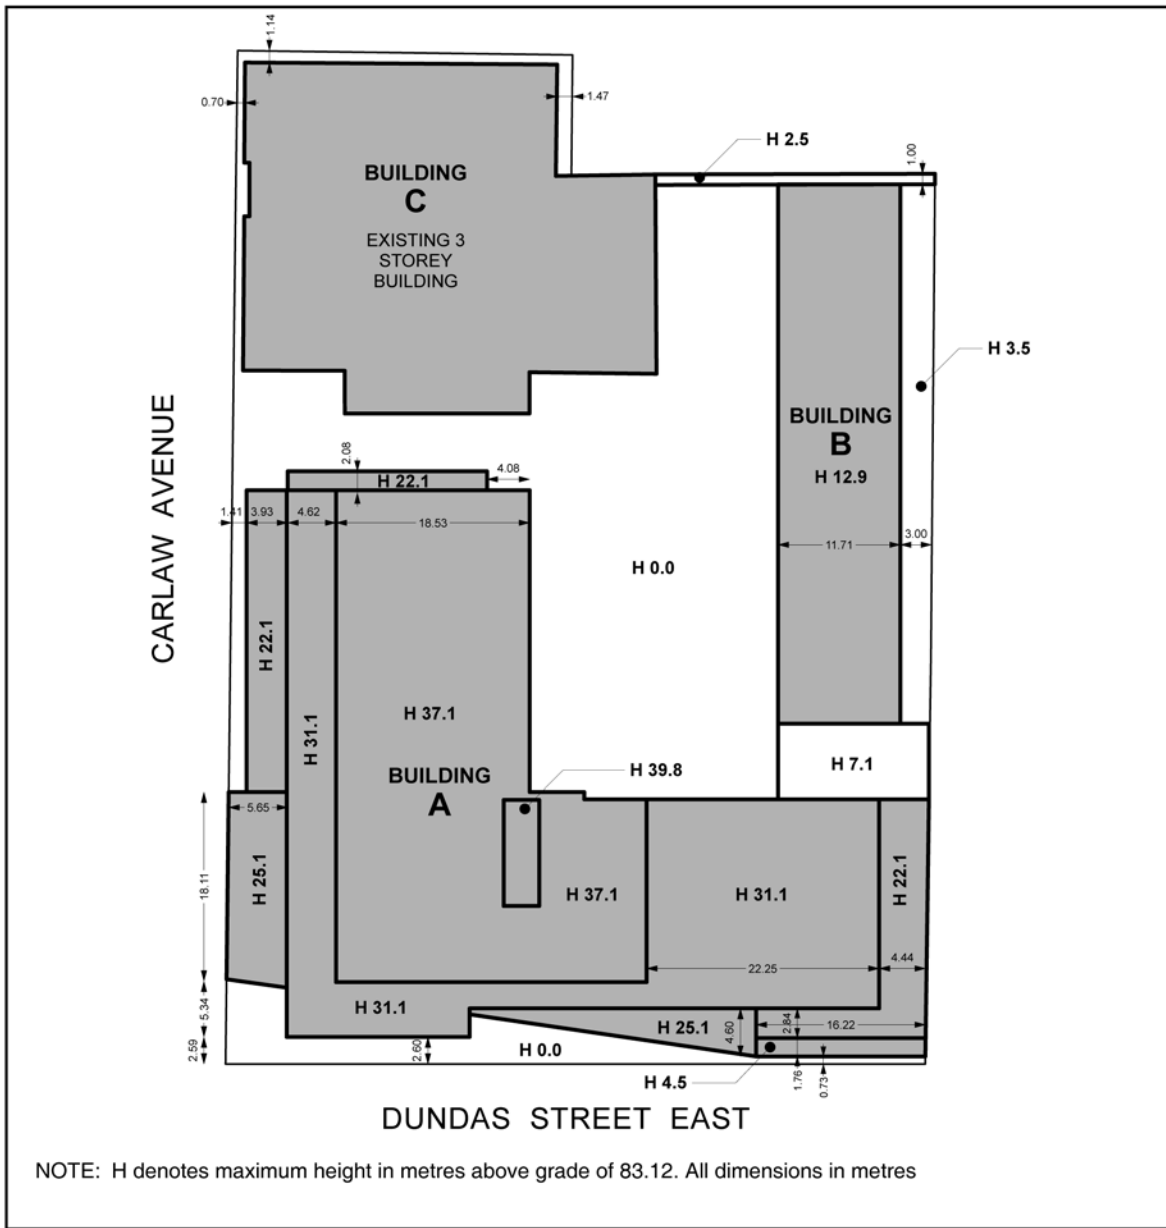 1.14
0.70
1.47
H 2.5
1.00
BUILDING
C
EXISTING 3
STOREY
BUILDING
H 3.5
CARLAW AVENUE
BUILDING
B
H 12.9
2.08
H 22.1
4.08
1.41
3.93
4.62
18.53
11.71
3.00
H 0.0
H 22.1
H 31.1
H 37.1
BUILDING
A
H 39.8
H 7.1
5.65
18.11
H 25.1
H 37.1
H 31.1
H 22.1
22.25
4.44
5.34
H 31.1
H 25.1
4.60
2.84
16.22
2.59
2.60
H 0.0
H 4.5
1.76
0.73
DUNDAS STREET EAST
NOTE: H denotes maximum height in metres above grade of 83.12. All dimensions in metres